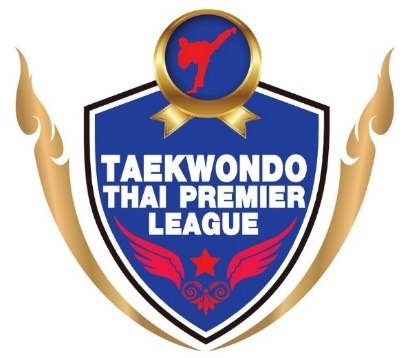 TAEKWONDO
THAI PREMIER
LEAGUE